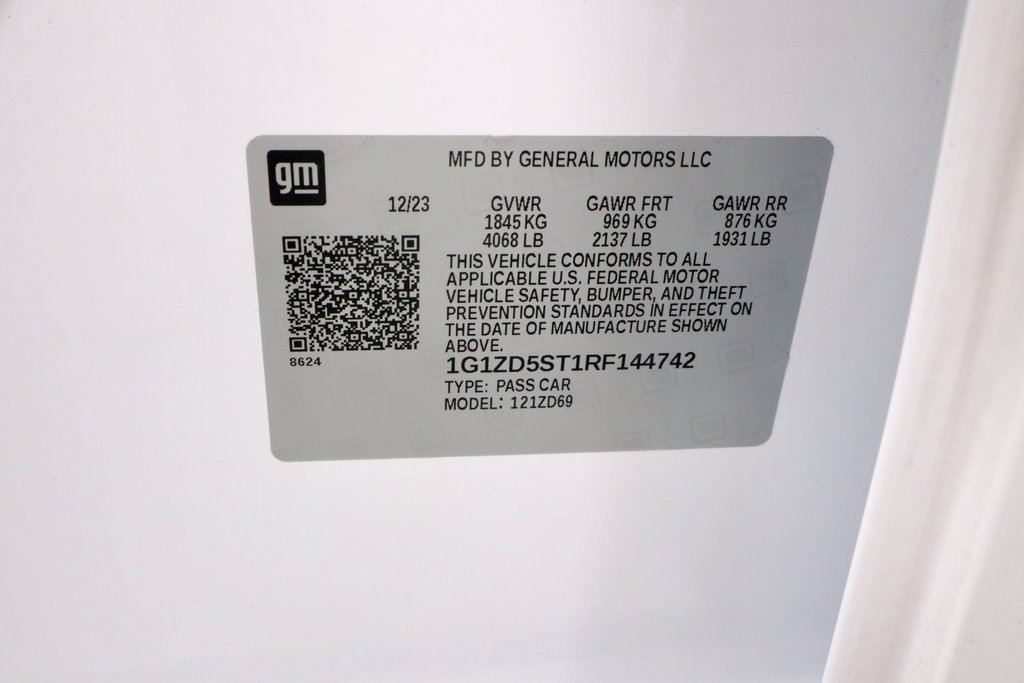 gm
MFD BY GENERAL MOTORS LLC
12/23 GVWR GAWR FRT GAWR RR
1845 KG 969 KG 876 KG
4068 LB 2137 LB 1931 LB
THIS VEHICLE CONFORMS TO ALL
APPLICABLE U.S. FEDERAL MOTOR
VEHICLE SAFETY, BUMPER, AND THEFT
PREVENTION STANDARDS IN EFFECT ON
THE DATE OF MANUFACTURE SHOWN
ABOVE.
8624
1G1ZD5ST1RF144742
TYPE: PASS CAR
MODEL: 121ZD69